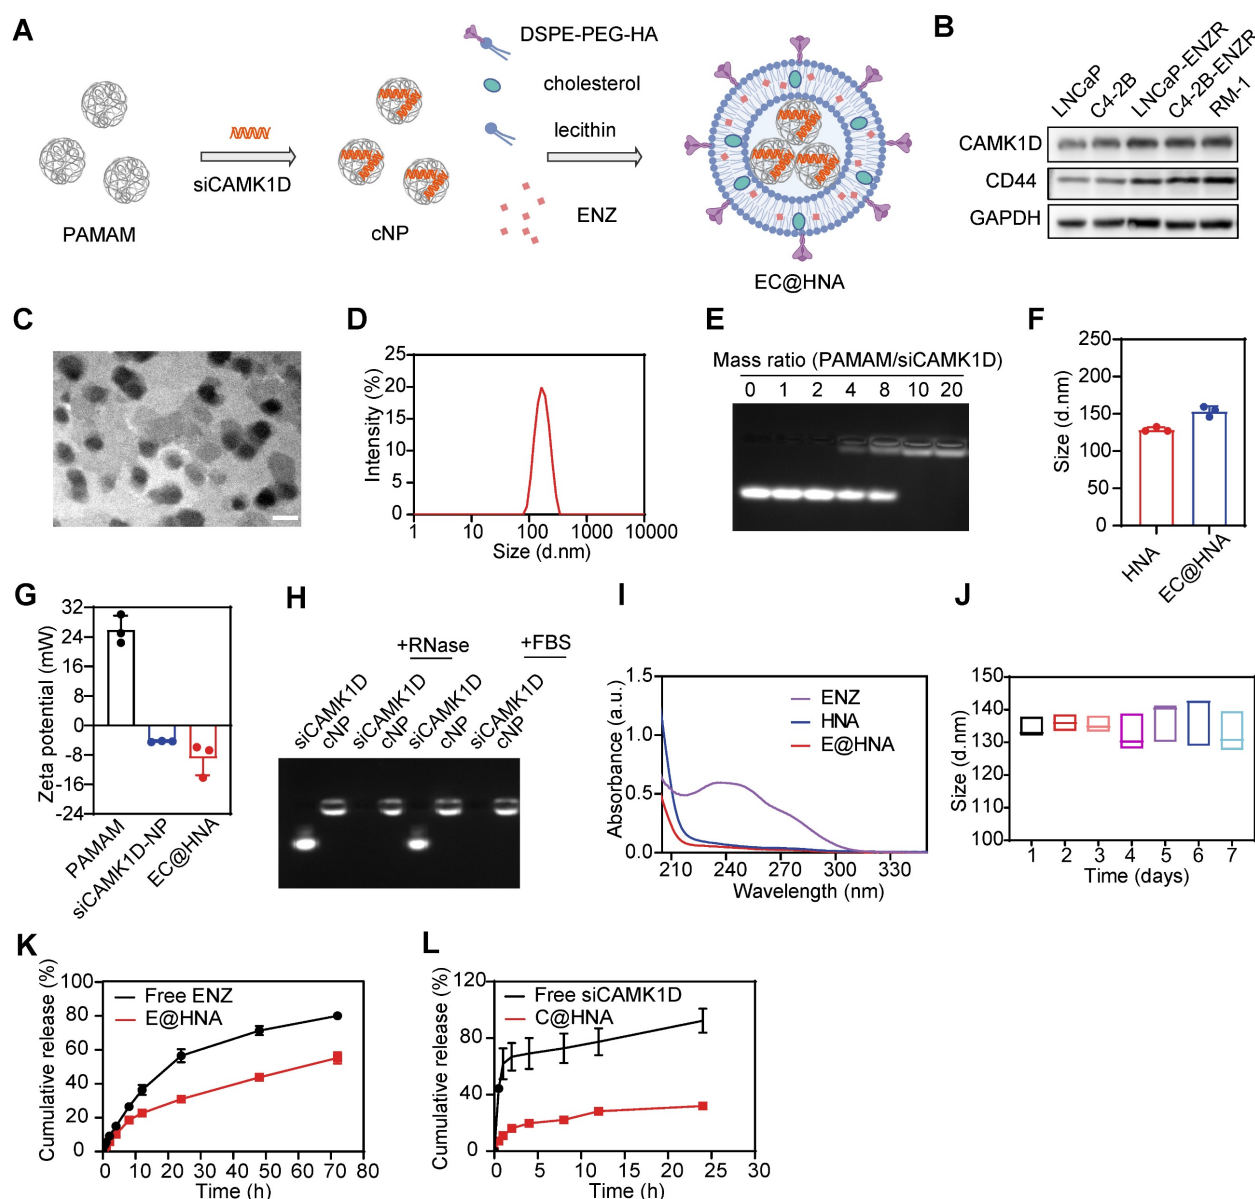 A
DSPE-PEG-HA
cholesterol
lecithin
siCAMK1D
ENZ
PAMAM
cNP
EC@HNA
B
LNCaP
C4-2B
LNCaP-ENZR
C4-2B-ENZR
RM-1
CAMK1D
CD44
GAPDH
C
D
Intensity (%)
25
20
15
10
5
0
1 10 100 1000 10000
Size (d.nm)
E
Mass ratio (PAMAM/siCAMK1D)
0 1 2 4 8 10 20
F
Size (d.nm)
250
200
150
100
50
0
HNA
EC@HNA
G
Zeta potential (mW)
32
24
16
8
0
-8
-16
-24
PAMAM
siCAMK1D-NP
EC@HNA
H
+RNase
+FBS
siCAMK1D
cNP
siCAMK1D
cNP
siCAMK1D
cNP
siCAMK1D
cNP
I
Absorbance (a.u.)
1.5
1.0
0.5
0.0
ENZ
HNA
E@HNA
210 240 270 300 330
Wavelength (nm)
J
Size (d.nm)
150
140
130
120
110
100
1 2 3 4 5 6 7
Time (days)
K
Cumulative release (%)
100
80
60
40
20
0
Free ENZ
E@HNA
0 10 20 30 40 50 60 70 80
Time (h)
L
Cumulative release (%)
120
80
40
0
Free siCAMK1D
C@HNA
0 5 10 15 20 25 30
Time (h)